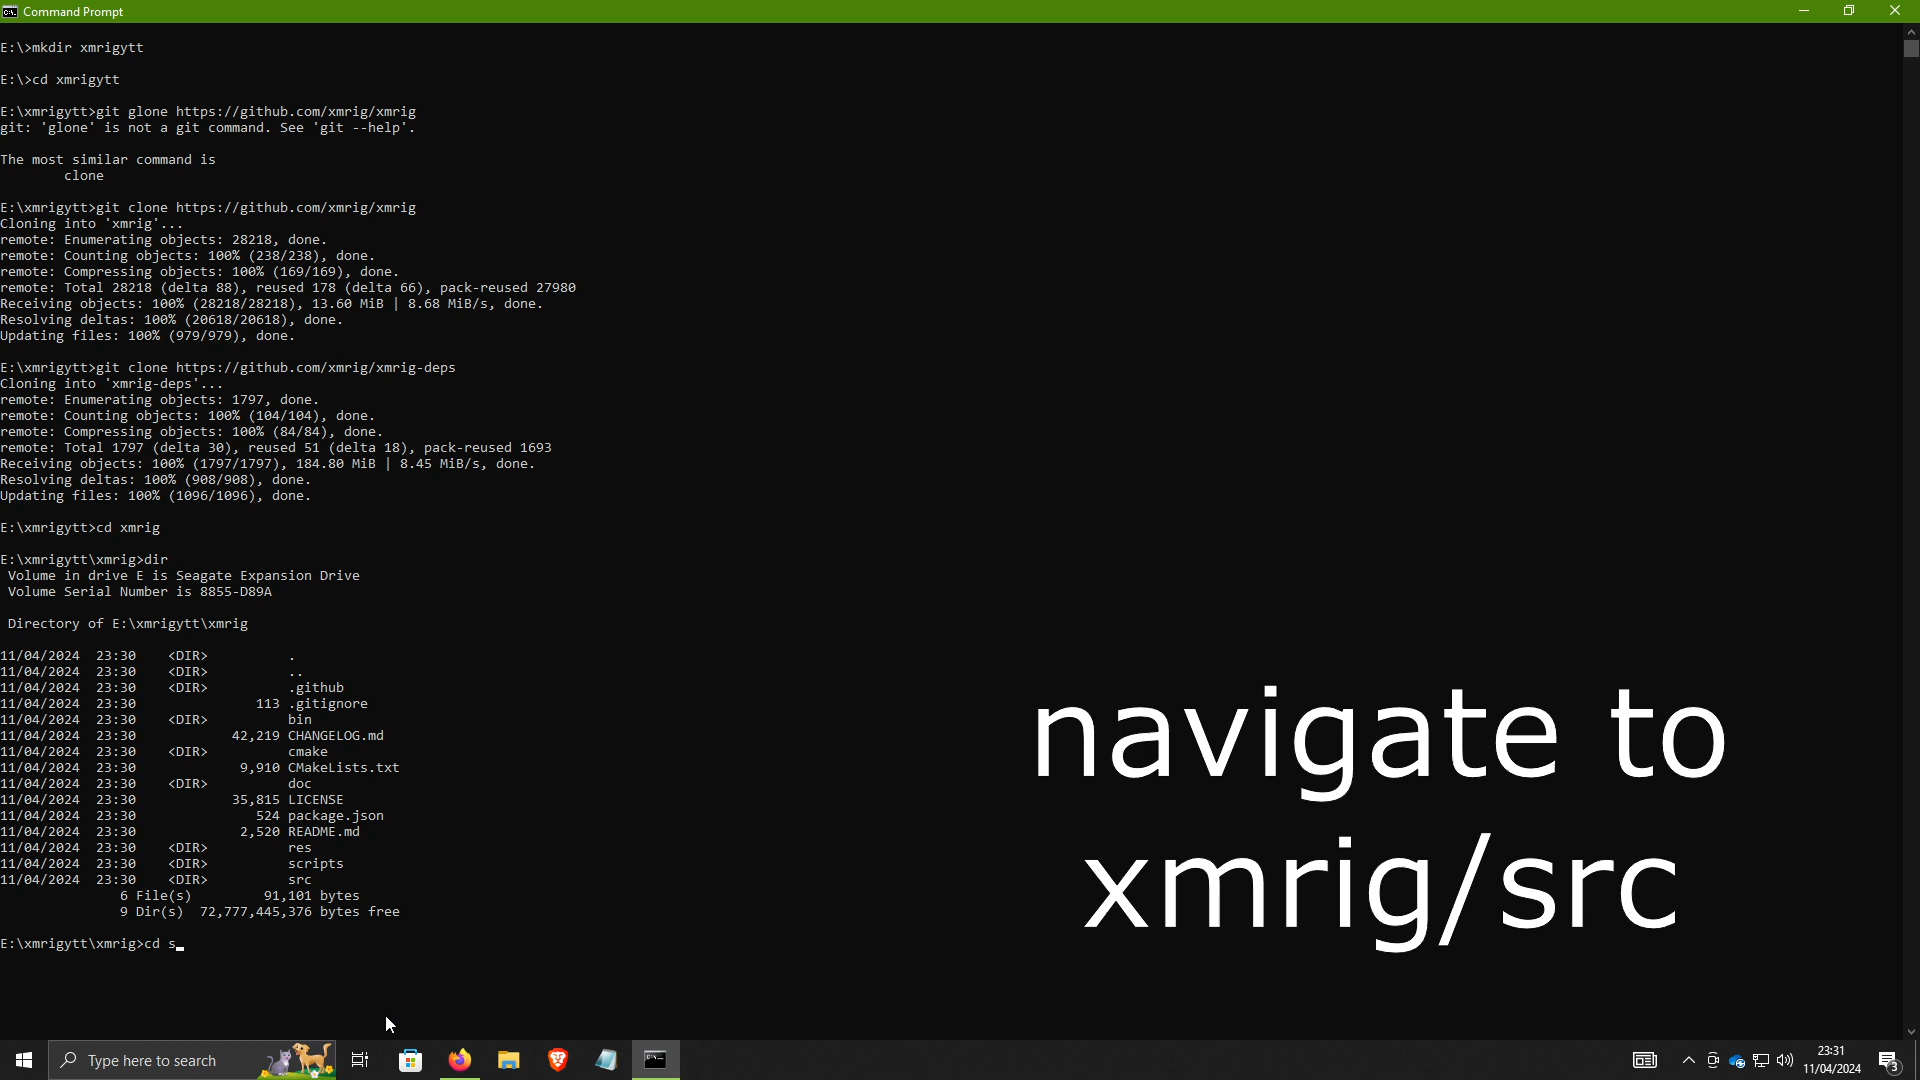 Command Prompt
E:\>mkdir xmrigytt
E:\>cd xmrigytt
E:\xmrigytt>git glone https://github.com/xmrig/xmrig
git: 'glone' is not a git command. See 'git --help'.
The most similar command is
clone
E:\xmrigytt>git clone https://github.com/xmrig/xmrig
Cloning into 'xmrig'...
remote: Enumerating objects: 28218, done.
remote: Counting objects: 100% (238/238), done.
remote: Compressing objects: 100% (169/169), done.
remote: Total 28218 (delta 88), reused 178 (delta 66), pack-reused 27980
Receiving objects: 100% (28218/28218), 13.60 MiB | 8.68 MiB/s, done.
Resolving deltas: 100% (20618/20618), done.
Updating files: 100% (979/979), done.
E:\xmrigytt>git clone https://github.com/xmrig/xmrig-deps
Cloning into 'xmrig-deps'...
remote: Enumerating objects: 1797, done.
remote: Counting objects: 100% (104/104), done.
remote: Compressing objects: 100% (84/84), done.
remote: Total 1797 (delta 30), reused 51 (delta 18), pack-reused 1693
Receiving objects: 100% (1797/1797), 184.80 MiB | 8.45 MiB/s, done.
Resolving deltas: 100% (908/908), done.
Updating files: 100% (1096/1096), done.
E:\xmrigytt>cd xmrig
E:\xmrigytt\xmrig>dir
Volume in drive E is Seagate Expansion Drive
Volume Serial Number is 8855-D89A
Directory of E:\xmrigytt\xmrig
11/04/2024 23:30 <DIR> .
11/04/2024 23:30 <DIR> ..
11/04/2024 23:30 <DIR> .github
11/04/2024 23:30 113 .gitignore
11/04/2024 23:30 <DIR> bin
11/04/2024 23:30 42,219 CHANGELOG.md
11/04/2024 23:30 <DIR> cmake
11/04/2024 23:30 9,910 CMakeLists.txt
11/04/2024 23:30 <DIR> doc
11/04/2024 23:30 35,815 LICENSE
11/04/2024 23:30 524 package.json
11/04/2024 23:30 2,520 README.md
11/04/2024 23:30 <DIR> res
11/04/2024 23:30 <DIR> scripts
11/04/2024 23:30 <DIR> src
6 File(s) 91,101 bytes
9 Dir(s) 72,777,445,376 bytes free
E:\xmrigytt\xmrig>cd s_
navigate to
xmrig/src
Type here to search
23:31
11/04/2024
3